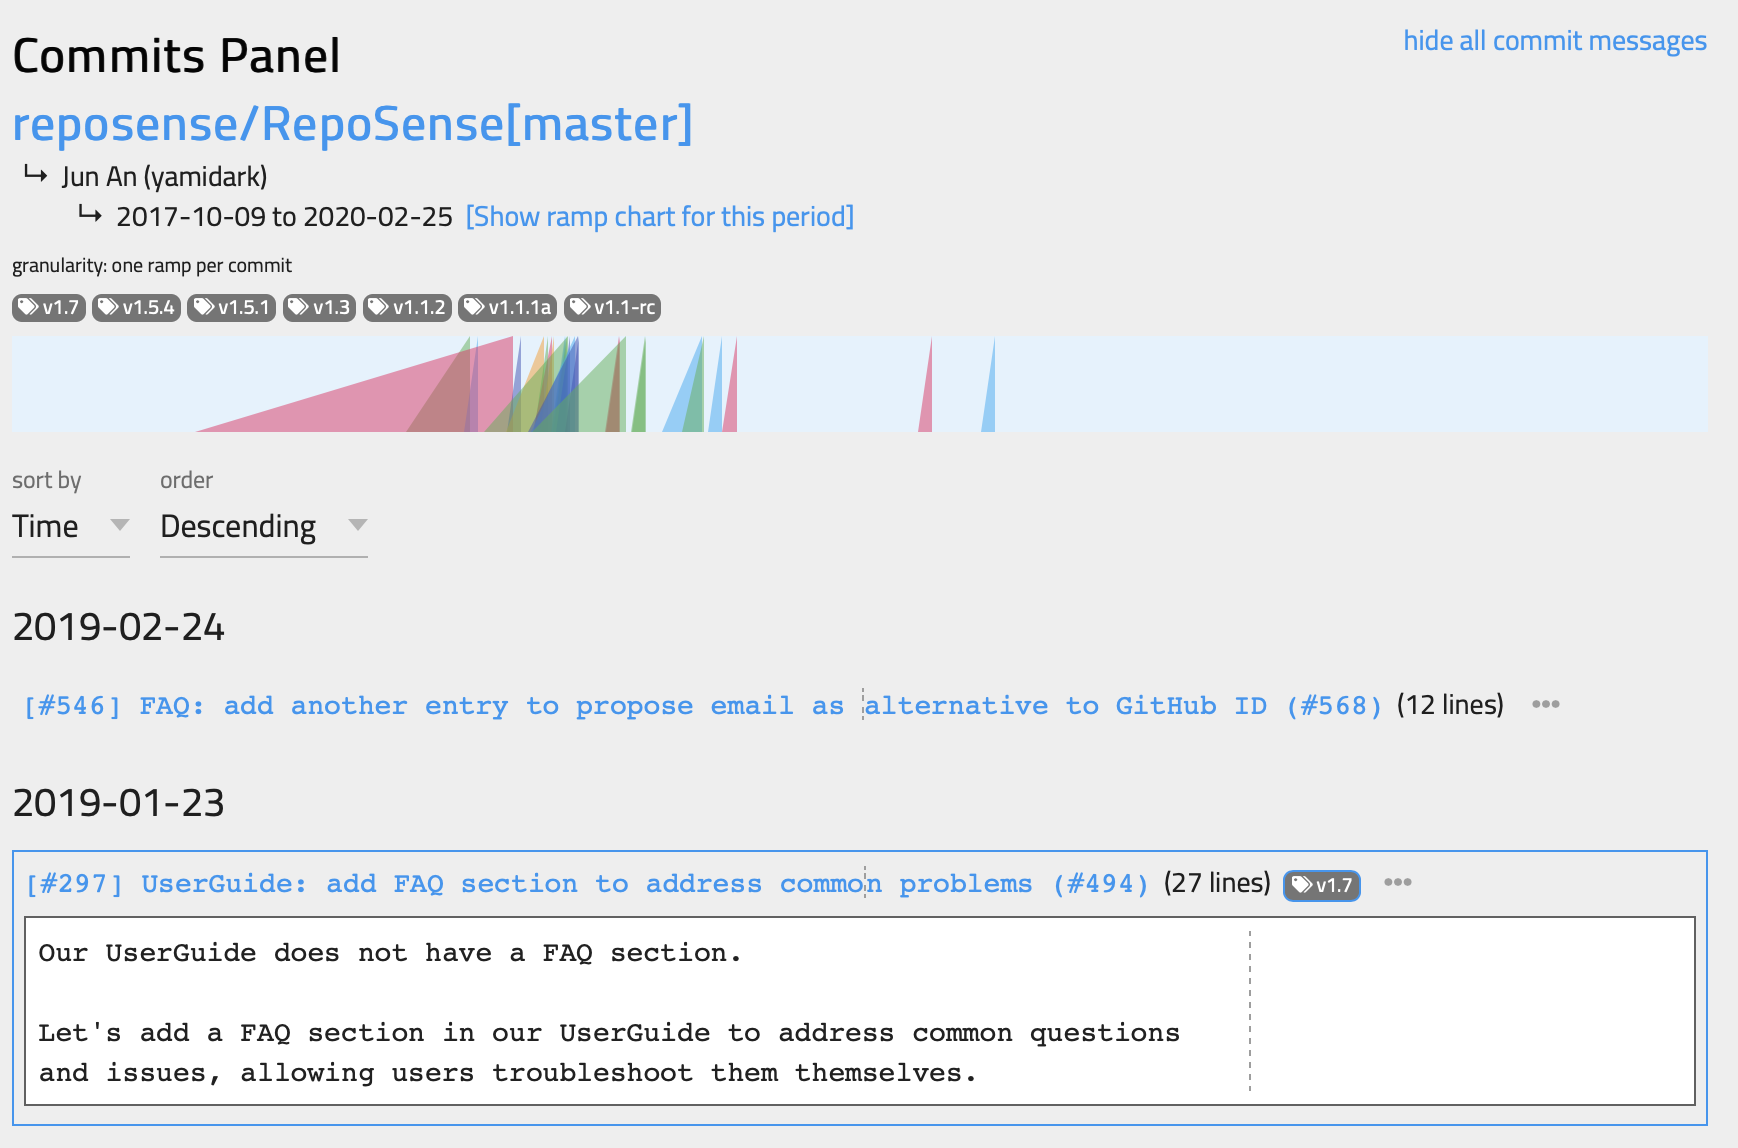 Commits Panel
hide all commit messages
reposense/RepoSense[master]
Jun An (yamidark)
2017-10-09 to 2020-02-25 [Show ramp chart for this period]
granularity: one ramp per commit
v1.7 v1.5.4 v1.5.1 v1.3 v1.1.2 v1.1.1a v1.1-rc
sort by order
Time Descending
2019-02-24
[#546] FAQ: add another entry to propose email as alternative to GitHub ID (#568) (12 lines)
2019-01-23
[#297] UserGuide: add FAQ section to address common problems (#494) (27 lines) v1.7
Our UserGuide does not have a FAQ section.
Let's add a FAQ section in our UserGuide to address common questions
and issues, allowing users troubleshoot them themselves.